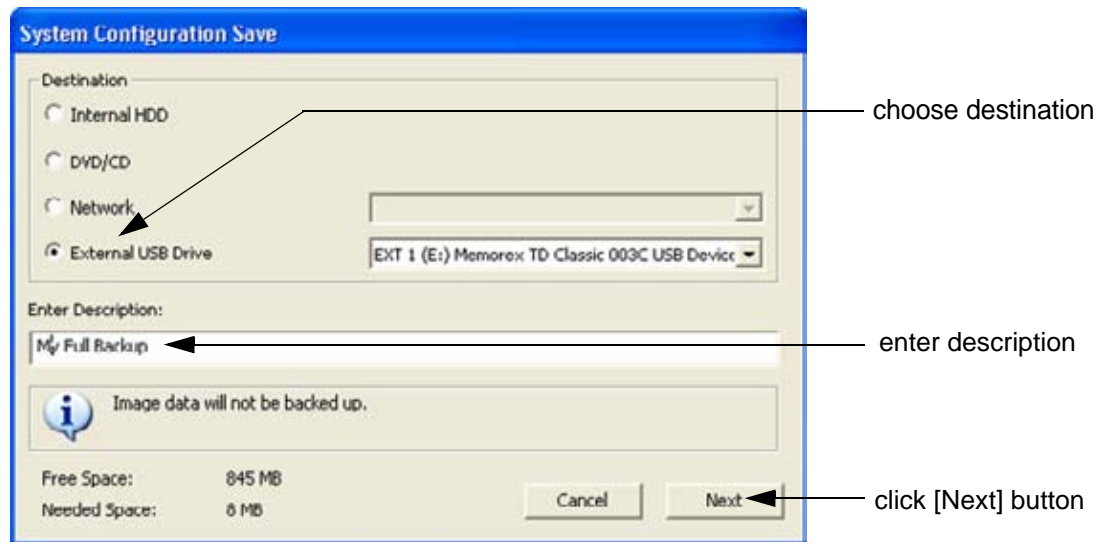 System Configuration Save
Destination
Internal HDD
choose destination
DVD/CD
Network
External USB Drive
EXT 1 (E:) Memorex TD Classic 003C USB Device
Enter Description:
My Full Backup
enter description
Image data will not be backed up.
Free Space: 845 MB
Needed Space: 8 MB
Cancel
Next
click [Next] button